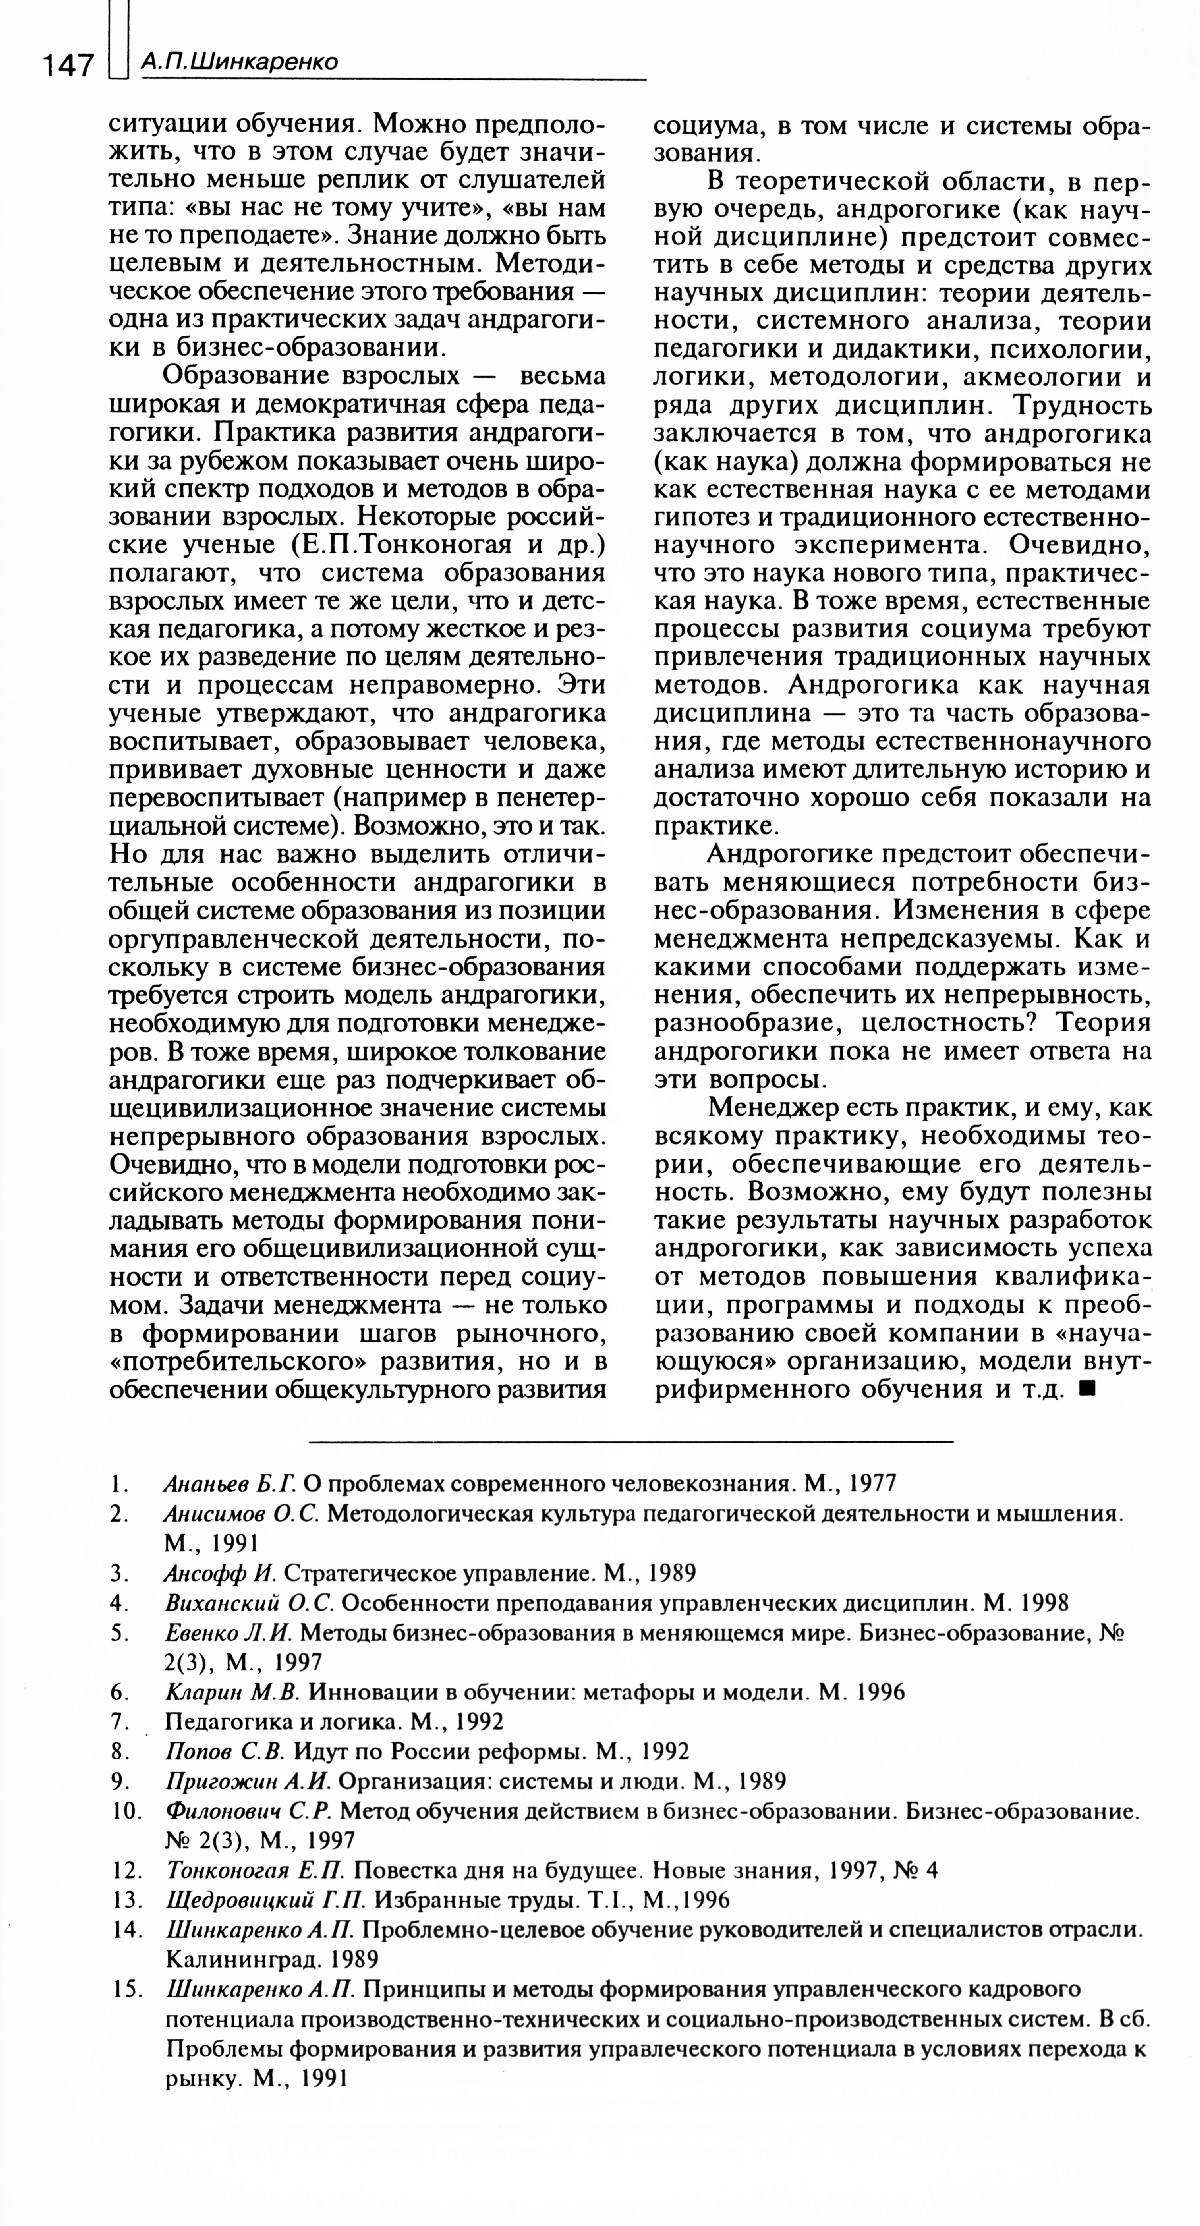 147
А.П.Шинкаренко
ситуации обучения. Можно предполо-
жить, что в этом случае будет значи-
тельно меньше реплик от слушателей
типа: «вы нас не тому учите», «вы нам
не то преподаете». Знание должно быть
целевым и деятельностным. Методи-
ческое обеспечение этого требования —
одна из практических задач андрагоги-
ки в бизнес-образовании.
Образование взрослых — весьма
широкая и демократичная сфера педа-
гогики. Практика развития андрагоги-
ки за рубежом показывает очень широ-
кий спектр подходов и методов в обра-
зовании взрослых. Некоторые россий-
ские ученые (Е.П.Тонконогая и др.)
полагают, что система образования
взрослых имеет те же цели, что и детс-
кая педагогика, а потому жесткое и рез-
кое их разведение по целям деятельно-
сти и процессам неправомерно. Эти
ученые утверждают, что андрагогика
воспитывает, образовывает человека,
прививает духовные ценности и даже
перевоспитывает (например в пенетер-
циальной системе). Возможно, это и так.
Но для нас важно выделить отличи-
тельные особенности андрагогики в
общей системе образования из позиции
оргуправленческой деятельности, по-
скольку в системе бизнес-образования
требуется строить модель андрагогики,
необходимую для подготовки менедже-
ров. В тоже время, широкое толкование
андрагогики еще раз подчеркивает об-
щецивилизационное значение системы
непрерывного образования взрослых.
Очевидно, что в модели подготовки рос-
сийского менеджмента необходимо зак-
ладывать методы формирования пони-
мания его общецивилизационной сущ-
ности и ответственности перед социу-
мом. Задачи менеджмента — не только
в формировании шагов рыночного,
«потребительского» развития, но и в
обеспечении общекультурного развития
социума, в том числе и системы обра-
зования.
В теоретической области, в пер-
вую очередь, андрогогике (как науч-
ной дисциплине) предстоит совмес-
тить в себе методы и средства других
научных дисциплин: теории деятель-
ности, системного анализа, теории
педагогики и дидактики, психологии,
логики, методологии, акмеологии и
ряда других дисциплин. Трудность
заключается в том, что андрогогика
(как наука) должна формироваться не
как естественная наука с ее методами
гипотез и традиционного естественно-
научного эксперимента. Очевидно,
что это наука нового типа, практичес-
кая наука. В тоже время, естественные
процессы развития социума требуют
привлечения традиционных научных
методов. Андрогогика как научная
дисциплина — это та часть образова-
ния, где методы естественнонаучного
анализа имеют длительную историю и
достаточно хорошо себя показали на
практике.
Андрогогике предстоит обеспечи-
вать меняющиеся потребности биз-
нес-образования. Изменения в сфере
менеджмента непредсказуемы. Как и
какими способами поддержать изме-
нения, обеспечить их непрерывность,
разнообразие, целостность? Теория
андрогогики пока не имеет ответа на
эти вопросы.
Менеджер есть практик, и ему, как
всякому практику, необходимы тео-
рии, обеспечивающие его деятель-
ность. Возможно, ему будут полезны
такие результаты научных разработок
андрогогики, как зависимость успеха
от методов повышения квалифика-
ции, программы и подходы к преоб-
разованию своей компании в «науча-
ющуюся» организацию, модели внут-
рифирменного обучения и т.д. ■
1. Ананьев Б.Г. О проблемах современного человекознания. М., 1977
2. Анисимов О.С. Методологическая культура педагогической деятельности и мышления.
М., 1991
3. Ансофф И. Стратегическое управление. М., 1989
4. Виханский О.С. Особенности преподавания управленческих дисциплин. М. 1998
5. Евенко Л.И. Методы бизнес-образования в меняющемся мире. Бизнес-образование, №
2(3), М., 1997
6. Кларин М.В. Инновации в обучении: метафоры и модели. М. 1996
7. Педагогика и логика. М., 1992
8. Попов С.В. Идут по России реформы. М., 1992
9. Пригожин А.И. Организация: системы и люди. М., 1989
10. Филонович С.Р. Метод обучения действием в бизнес-образовании. Бизнес-образование.
№ 2(3), М., 1997
12. Тонконогая Е.П. Повестка дня на будущее. Новые знания, 1997, № 4
13. Щедровицкий Г.П. Избранные труды. Т.I., М.,1996
14. Шинкаренко А.П. Проблемно-целевое обучение руководителей и специалистов отрасли.
Калининград. 1989
15. Шинкаренко А.П. Принципы и методы формирования управленческого кадрового
потенциала производственно-технических и социально-производственных систем. В сб.
Проблемы формирования и развития управлеческого потенциала в условиях перехода к
рынку. М., 1991